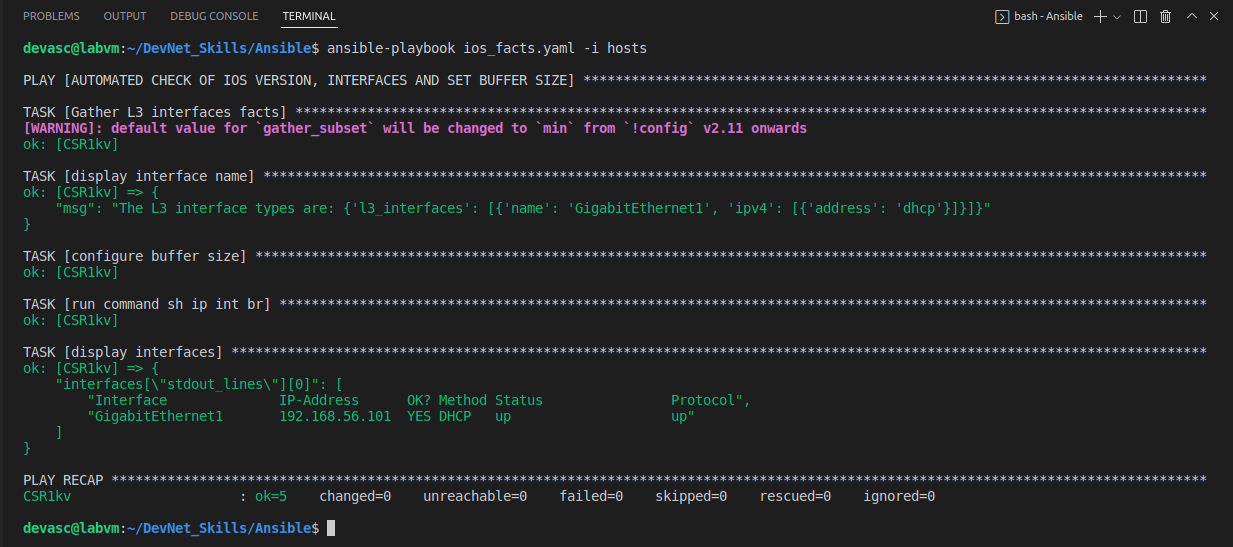 PROBLEMS OUTPUT DEBUG CONSOLE TERMINAL bash - Ansible
devasc@labvm:~/DevNet_Skills/Ansible$ ansible-playbook ios_facts.yaml -i hosts
PLAY [AUTOMATED CHECK OF IOS VERSION, INTERFACES AND SET BUFFER SIZE] ******************************************************************************
TASK [Gather L3 interfaces facts] ******************************************************************************************************************
[WARNING]: default value for `gather_subset` will be changed to `min` from `!config` v2.11 onwards
ok: [CSR1kv]
TASK [display interface name] **********************************************************************************************************************
ok: [CSR1kv] => {
    "msg": "The L3 interface types are: {'l3_interfaces': [{'name': 'GigabitEthernet1', 'ipv4': [{'address': 'dhcp'}]}]}"
}
TASK [configure buffer size] ***********************************************************************************************************************
ok: [CSR1kv]
TASK [run command sh ip int br] ********************************************************************************************************************
ok: [CSR1kv]
TASK [display interfaces] **************************************************************************************************************************
ok: [CSR1kv] => {
    "interfaces[\"stdout_lines\"][0]": [
        "Interface              IP-Address      OK? Method Status                Protocol",
        "GigabitEthernet1       192.168.56.101  YES DHCP   up                    up"
    ]
}
PLAY RECAP *****************************************************************************************************************************************
CSR1kv                     : ok=5    changed=0    unreachable=0    failed=0    skipped=0    rescued=0    ignored=0
devasc@labvm:~/DevNet_Skills/Ansible$